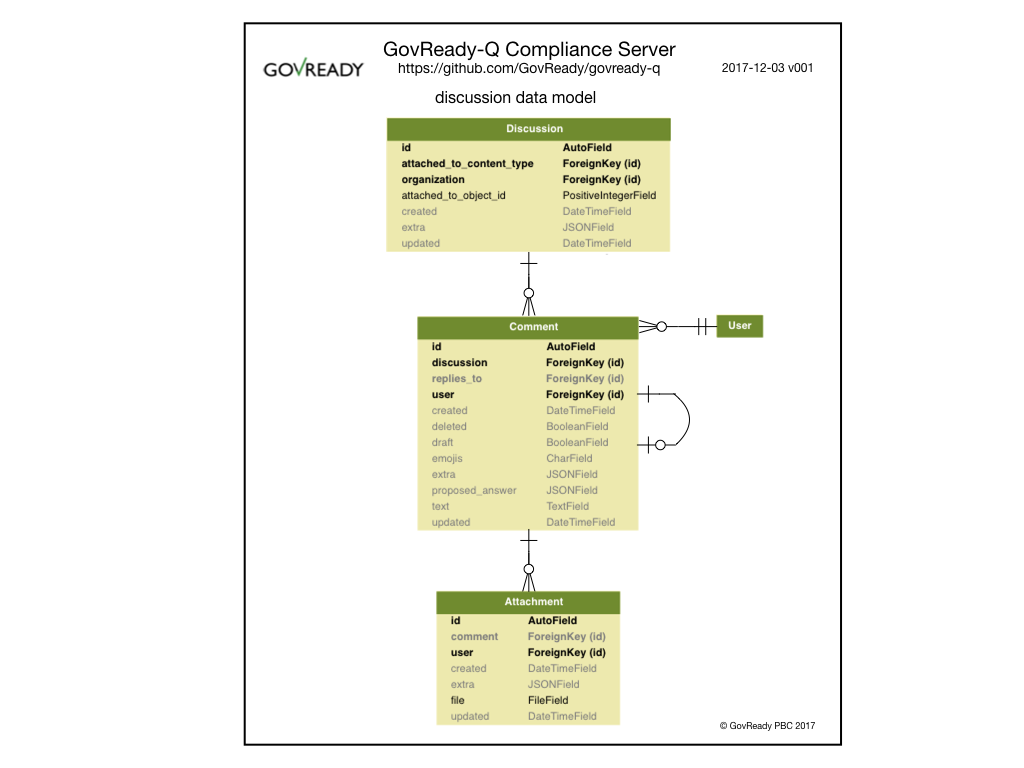 GovReady-Q Compliance Server
GOVREADY
https://github.com/GovReady/govready-q
2017-12-03 v001
discussion data model
Discussion
id AutoField
attached_to_content_type ForeignKey (id)
organization ForeignKey (id)
attached_to_object_id PositiveIntegerField
created DateTimeField
extra JSONField
updated DateTimeField
Comment
User
id AutoField
discussion ForeignKey (id)
replies_to ForeignKey (id)
user ForeignKey (id)
created DateTimeField
deleted BooleanField
draft BooleanField
emojis CharField
extra JSONField
proposed_answer JSONField
text TextField
updated DateTimeField
Attachment
id AutoField
comment ForeignKey (id)
user ForeignKey (id)
created DateTimeField
extra JSONField
file FileField
updated DateTimeField
© GovReady PBC 2017